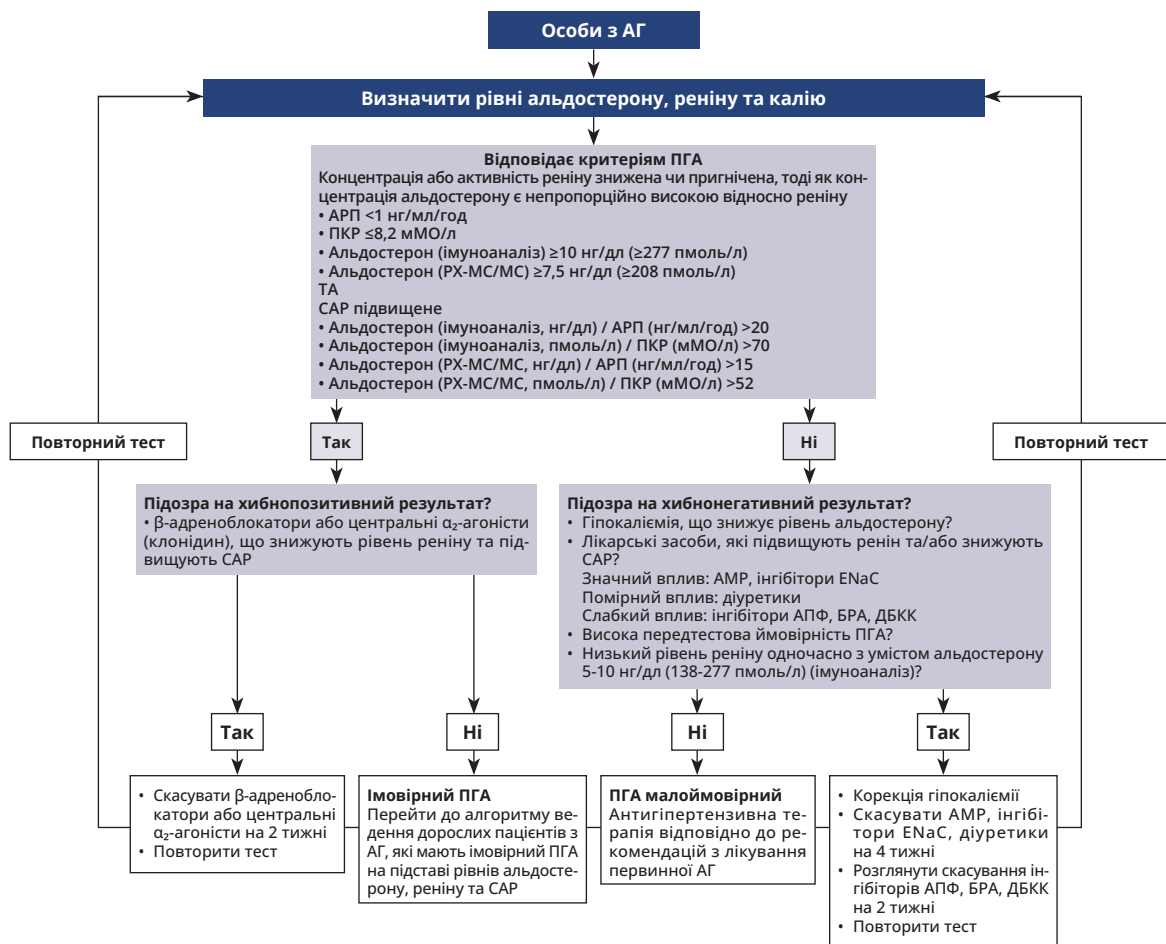 Особи з АГ
Визначити рівні альдостерону, реніну та калію
Відповідає критеріям ПГА
Концентрація або активність реніну знижена чи пригнічена, тоді як кон-
центрація альдостерону є непропорційно високою відносно реніну
• АРП <1 нг/мл/год
• ПКР ≤8,2 мМО/л
• Альдостерон (імуноаналіз) ≥10 нг/дл (≥277 пмоль/л)
• Альдостерон (РХ-МС/МС) ≥7,5 нг/дл (≥208 пмоль/л)
ТА
САР підвищене
• Альдостерон (імуноаналіз, нг/дл) / АРП (нг/мл/год) >20
• Альдостерон (імуноаналіз, пмоль/л) / ПКР (мМО/л) >70
• Альдостерон (РХ-МС/МС, нг/дл) / АРП (нг/мл/год) >15
• Альдостерон (РХ-МС/МС, пмоль/л) / ПКР (мМО/л) >52
Повторний тест
Так
Ні
Повторний тест
Підозра на хибнопозитивний результат?
• β-адреноблокатори або центральні α₂-агоністи
(клонідин), що знижують рівень реніну та під-
вищують САР
Підозра на хибнонегативний результат?
• Гіпокаліємія, що знижує рівень альдостерону?
• Лікарські засоби, які підвищують ренін та/або знижують
САР?
Значний вплив: АМР, інгібітори ENaC
Помірний вплив: діуретики
Слабкий вплив: інгібітори АПФ, БРА, ДБКК
• Висока передтестова ймовірність ПГА?
• Низький рівень реніну одночасно з умістом альдостерону
5-10 нг/дл (138-277 пмоль/л) (імуноаналіз)?
Так
Ні
Ні
Так
• Скасувати β-адренобло-
катори або центральні
α₂-агоністи на 2 тижні
• Повторити тест
Імовірний ПГА
Перейти до алгоритму ве-
дення дорослих пацієнтів з
АГ, які мають імовірний ПГА
на підставі рівнів альдосте-
рону, реніну та САР
ПГА малоймовірний
Антигіпертензивна те-
рапія відповідно до ре-
комендацій з лікування
первинної АГ
• Корекція гіпокаліємії
• Скасувати АМР, інгібі-
тори ENaC, діуретики
на 4 тижні
• Розглянути скасування ін-
гібіторів АПФ, БРА, ДБКК
на 2 тижні
• Повторити тест